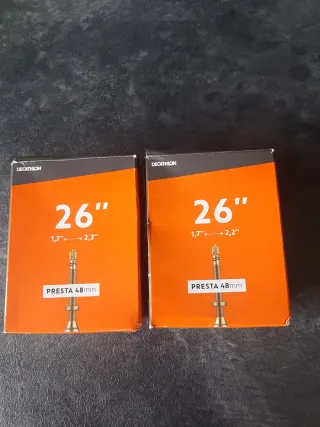 DECATHLON
26"
1,7" 2,2"
PRESTA 48mm
DECATHLON
26"
1,7" 2,2"
PRESTA 48mm